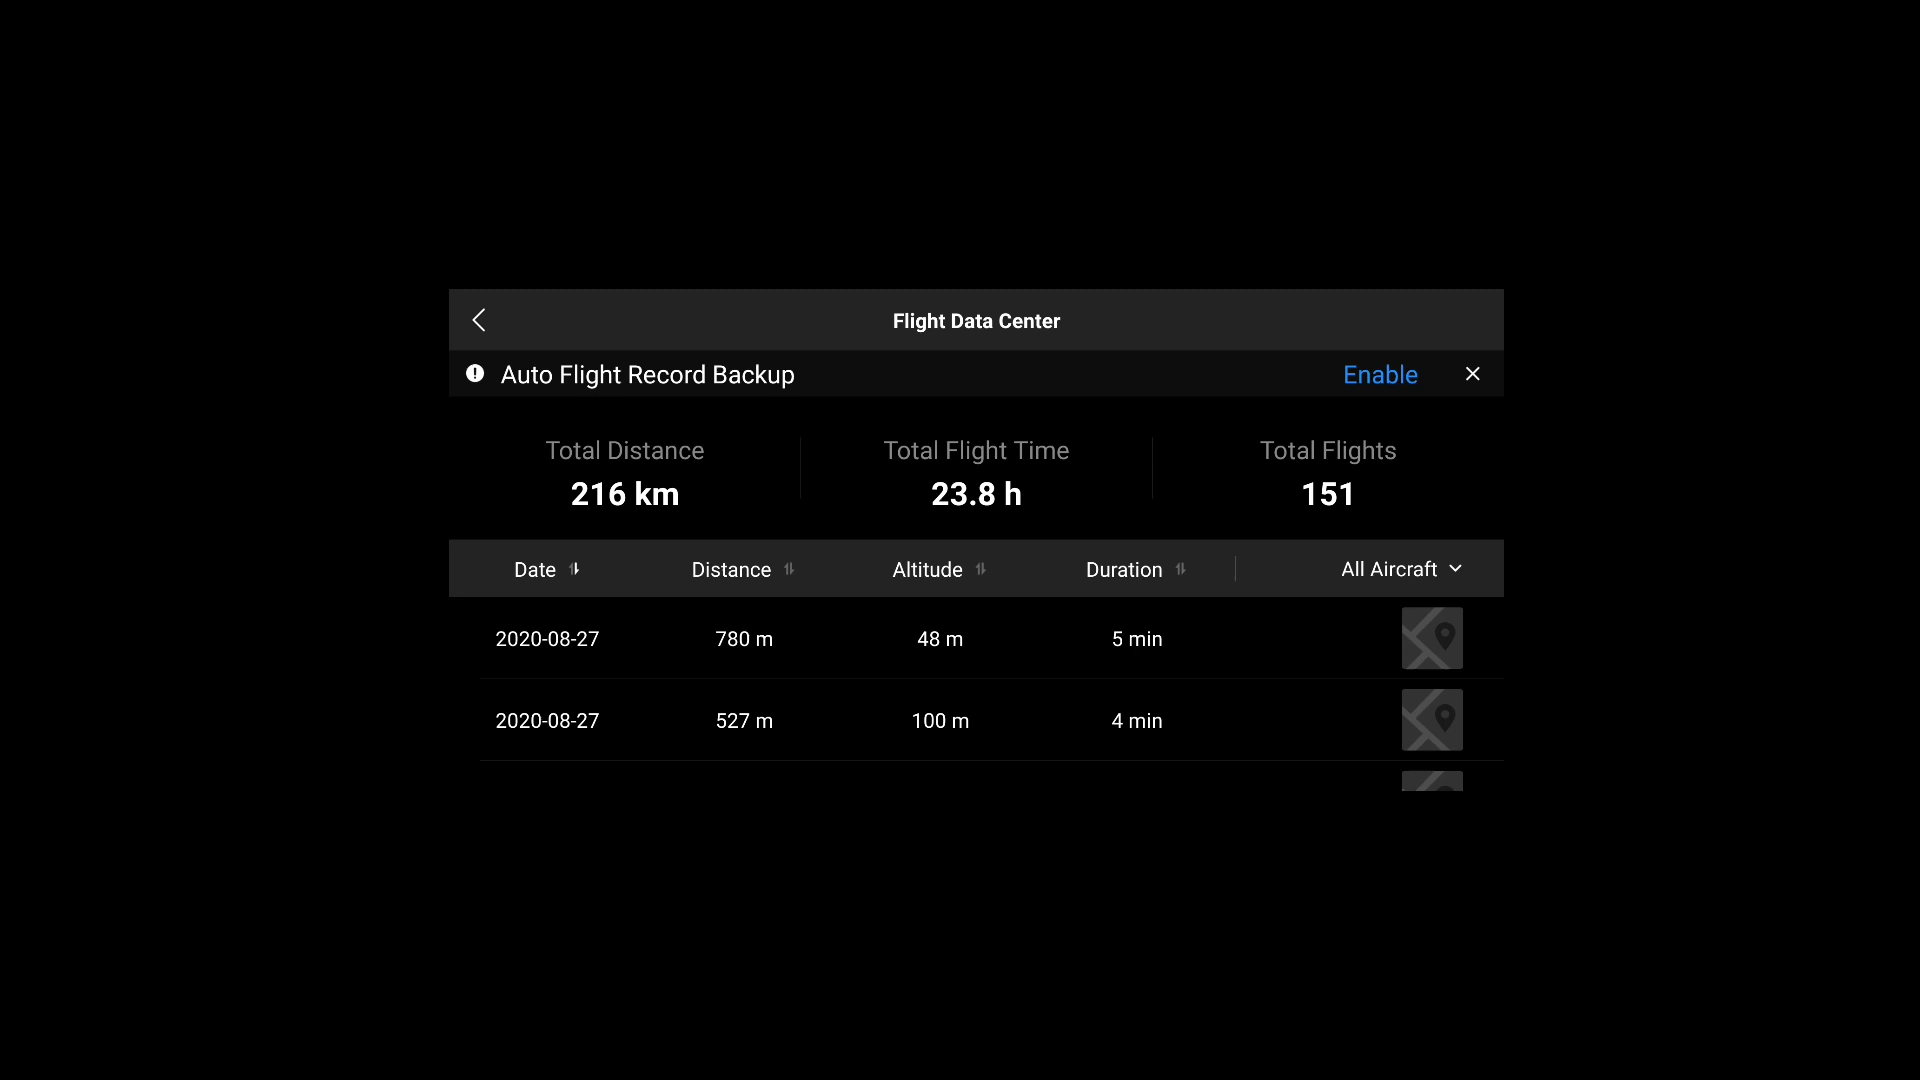 Flight Data Center
Auto Flight Record Backup Enable
Total Distance Total Flight Time Total Flights
216 km 23.8 h 151
Date Distance Altitude Duration All Aircraft
2020-08-27 780 m 48 m 5 min
2020-08-27 527 m 100 m 4 min